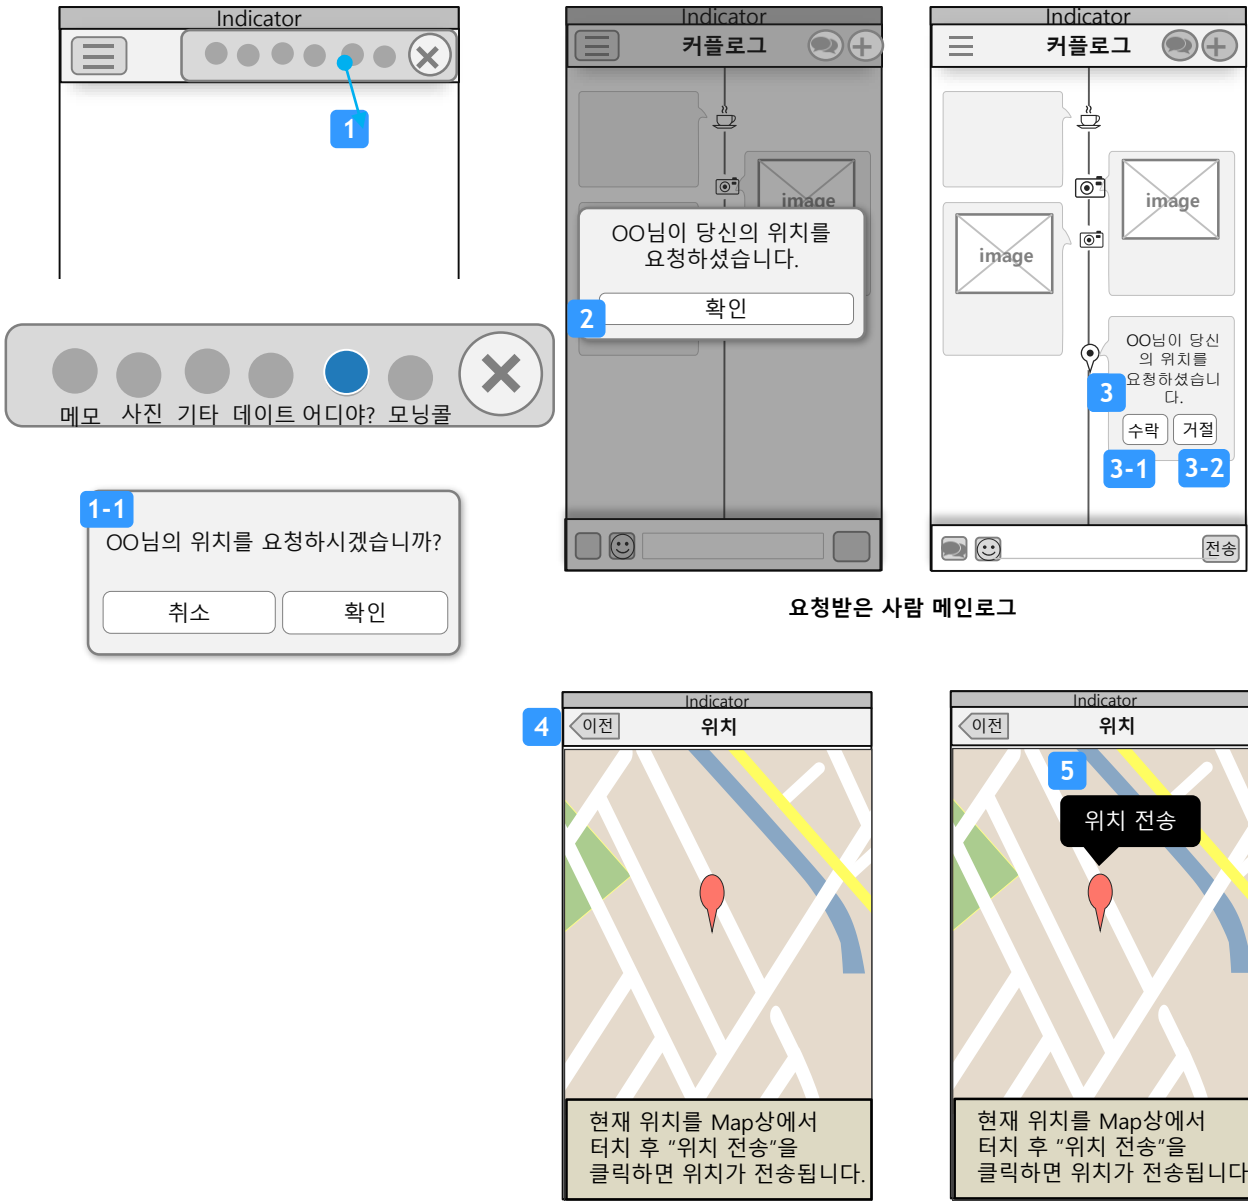 Indicator
1
메모 사진 기타 데이트 어디야? 모닝콜
1-1
OO님의 위치를 요청하시겠습니까?
취소
확인
Indicator
커플로그
image
OO님이 당신의 위치를
요청하셨습니다.
2
확인
Indicator
커플로그
image
image
OO님이 당신
의 위치를
요청하셨습니
다.
3
수락
거절
3-1
3-2
전송
요청받은 사람 메인로그
Indicator
4
이전
위치
현재 위치를 Map상에서
터치 후 “위치 전송”을
클릭하면 위치가 전송됩니다.
Indicator
이전
위치
5
위치 전송
현재 위치를 Map상에서
터치 후 “위치 전송”을
클릭하면 위치가 전송됩니다